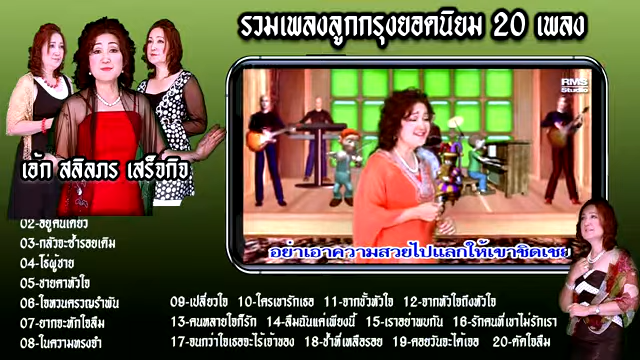 รวมเพลงลูกกรุงยอดนิยม 20 เพลง
RMS
Studio
เอ้ก สลิลภร เสร็จกิจ
อย่าเอาความสวยไปแลกให้เขาชิดเชย
02-อยู่คนเดียว
03-กลัวจะช้ำรอยเดิม
04-โธ่ผู้ชาย
05-ชายคาหัวใจ
06-ไจหวนครวญรำพัน
07-ยากจะหักใจลืม
08-ในความทรงจำ
09-เปลี่ยวใจ 10-ใครเขารักเธอ 11-จากขั้วหัวใจ 12-จากหัวใจถึงหัวใจ
13-คนหลายใจก็รัก 14-ลืมฉันแค่เพียงนี้ 15-เราอย่าพบกัน 16-รักคนที่เขาไม่รักเรา
17-จนกว่าใจเธอจะไร้เจ้าของ 18-ช้ำที่เหลือรอย 19-คอยวันจะได้เจอ 20-คัดใจลืม